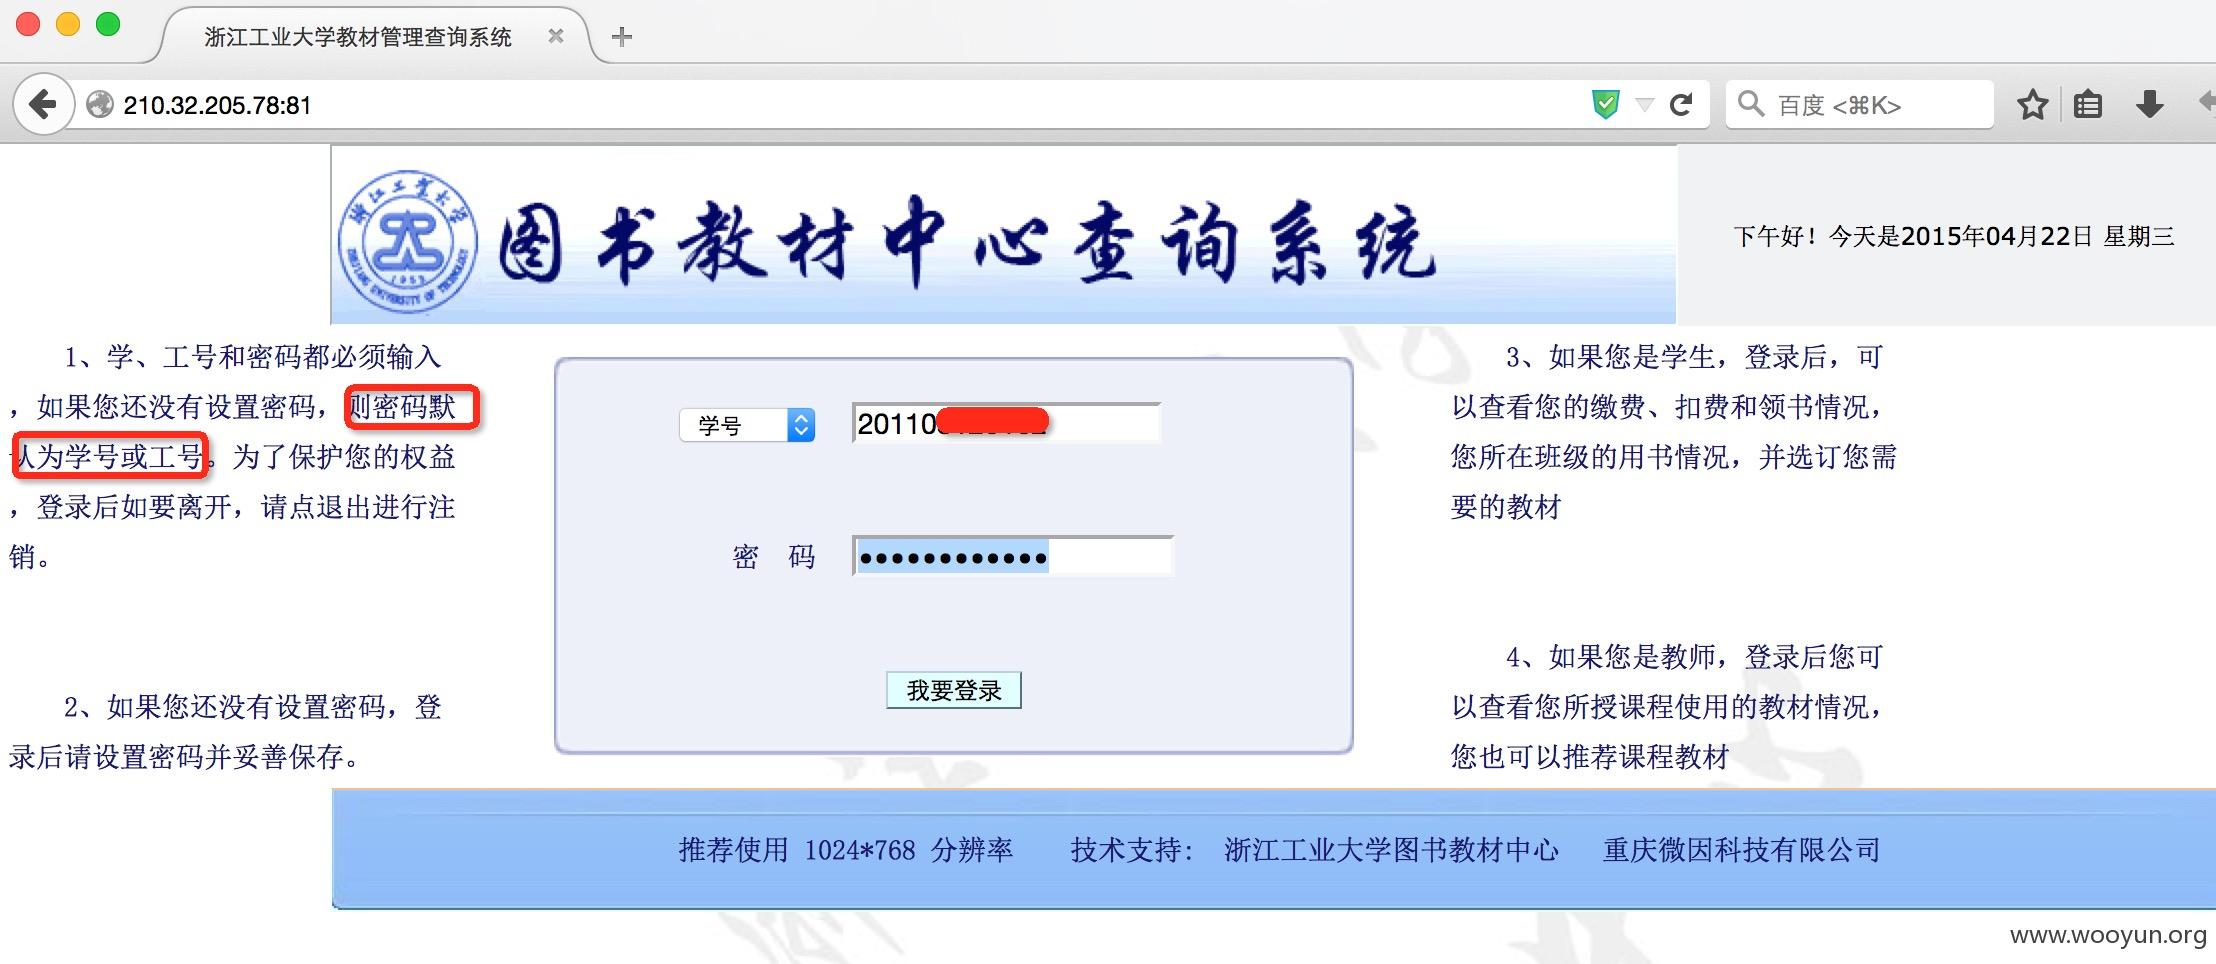 浙江工业大学教材管理查询系统
210.32.205.78:81
百度 <⌘K>
图书教材中心查询系统
下午好！今天是2015年04月22日 星期三
1、学、工号和密码都必须输入
，如果您还没有设置密码，则密码默
认为学号或工号。为了保护您的权益
，登录后如要离开，请点退出进行注
销。
2、如果您还没有设置密码，登
录后请设置密码并妥善保存。
学号
20110
密 码
我要登录
3、如果您是学生，登录后，可
以查看您的缴费、扣费和领书情况，
您所在班级的用书情况，并选订您需
要的教材
4、如果您是教师，登录后您可
以查看您所授课程使用的教材情况，
您也可以推荐课程教材
推荐使用 1024*768 分辨率 技术支持： 浙江工业大学图书教材中心 重庆微因科技有限公司
www.wooyun.org